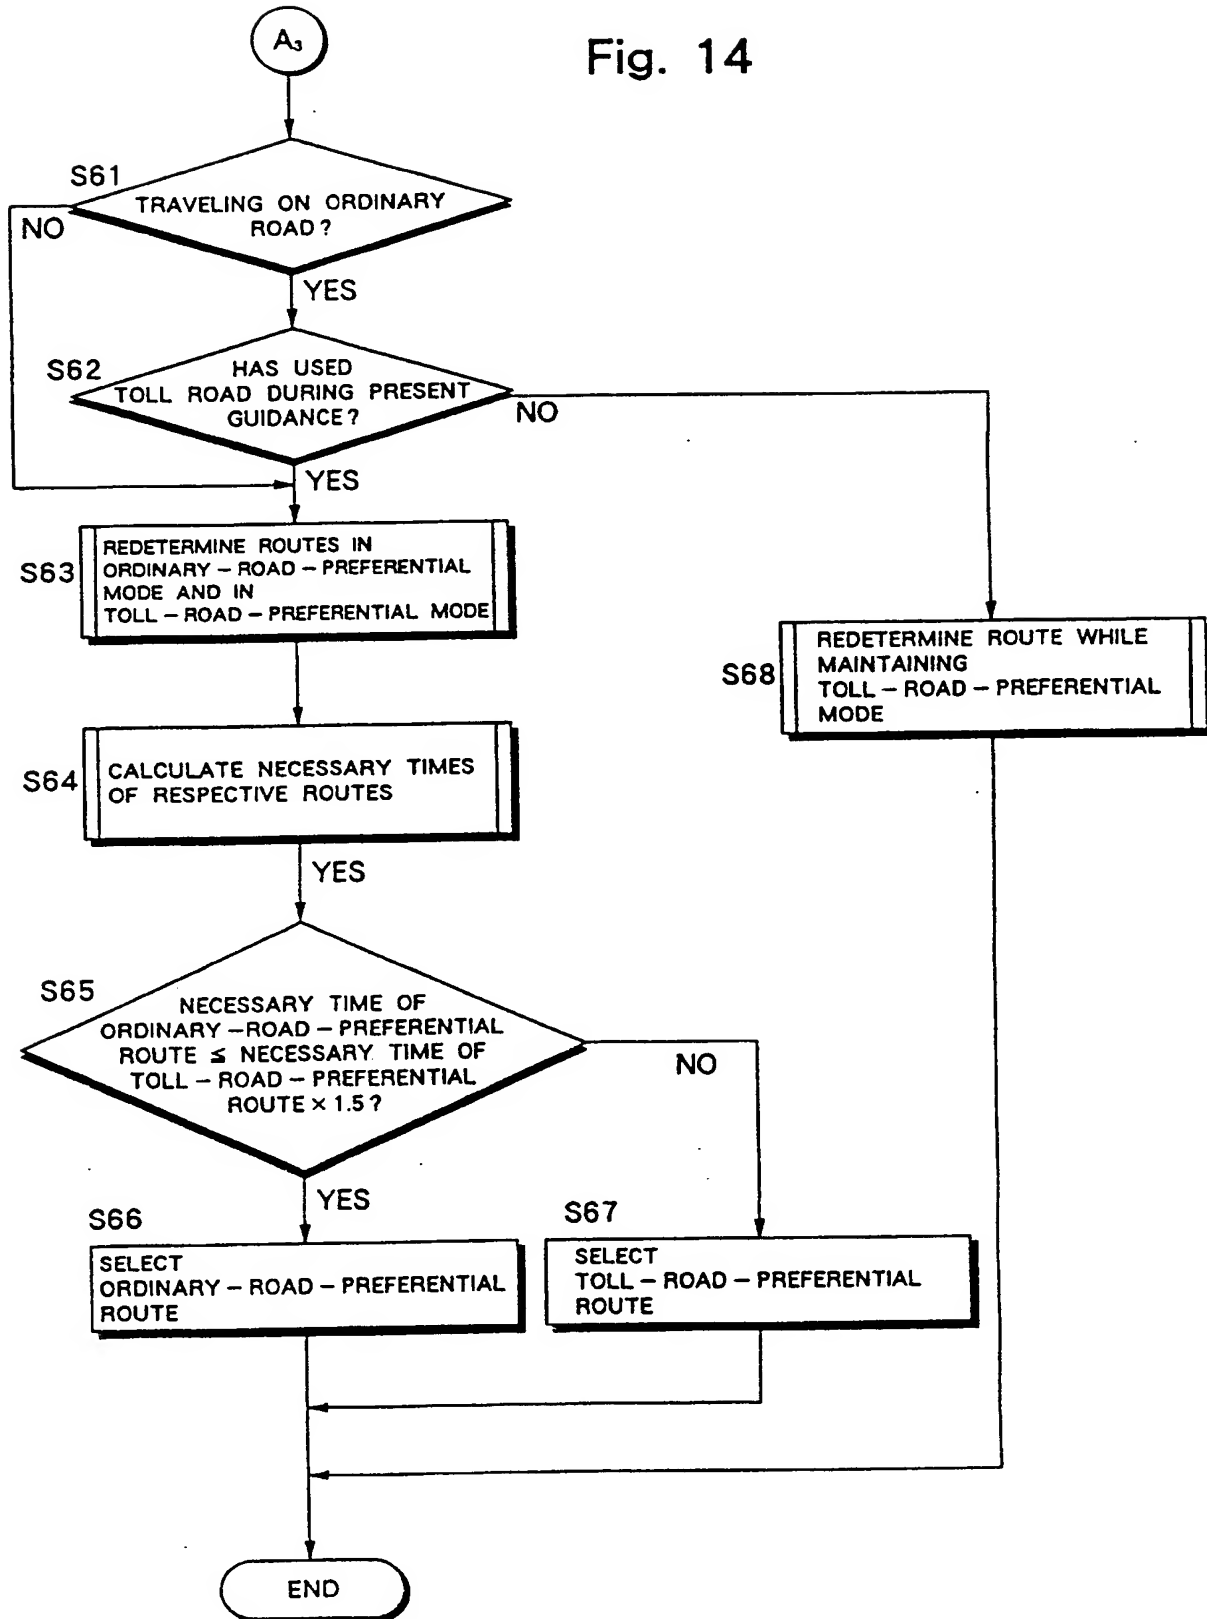 A₃
Fig. 14
S61
TRAVELING ON ORDINARY
ROAD?
NO
YES
S62
HAS USED
TOLL ROAD DURING PRESENT
GUIDANCE?
NO
YES
S63
REDETERMINE ROUTES IN
ORDINARY-ROAD-PREFERENTIAL
MODE AND IN
TOLL-ROAD-PREFERENTIAL MODE
S68
REDETERMINE ROUTE WHILE
MAINTAINING
TOLL-ROAD-PREFERENTIAL
MODE
S64
CALCULATE NECESSARY TIMES
OF RESPECTIVE ROUTES
YES
S65
NECESSARY TIME OF
ORDINARY-ROAD-PREFERENTIAL
ROUTE ≦ NECESSARY TIME OF
TOLL-ROAD-PREFERENTIAL
ROUTE × 1.5?
NO
YES
S66
SELECT
ORDINARY-ROAD-PREFERENTIAL
ROUTE
S67
SELECT
TOLL-ROAD-PREFERENTIAL
ROUTE
END